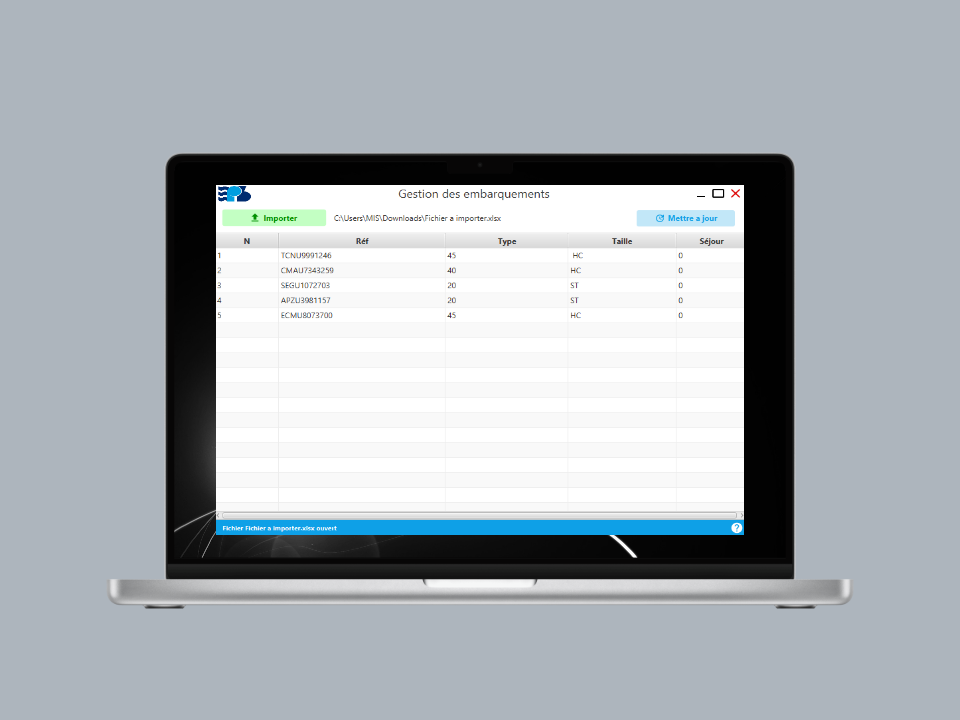 Gestion des embarquements
Importer C:\Users\MIS\Downloads\Fichier a importer.xlsx Mettre a jour
N Réf Type Taille Séjour
1 TCNU9991246 45 HC 0
2 CMAU7343259 40 HC 0
3 SEGU1072703 20 ST 0
4 APZU3981157 20 ST 0
5 ECMU8073700 45 HC 0
Fichier Fichier a importer.xlsx ouvert ?